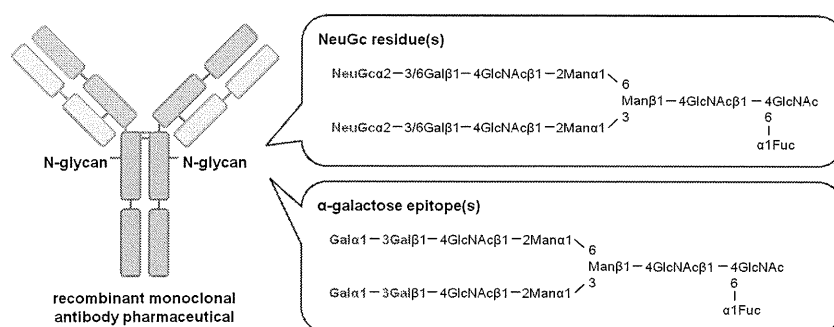 NeuGc residue(s)
NeuGcα2—3/6Galβ1—4GlcNAcβ1—2Manα1
6
Manβ1—4GlcNAcβ1—4GlcNAc
NeuGcα2—3/6Galβ1—4GlcNAcβ1—2Manα1
3
6
α1Fuc
N-glycan
N-glycan
α-galactose epitope(s)
Galα1—3Galβ1—4GlcNAcβ1—2Manα1
6
Manβ1—4GlcNAcβ1—4GlcNAc
Galα1—3Galβ1—4GlcNAcβ1—2Manα1
3
6
α1Fuc
recombinant monoclonal
antibody pharmaceutical